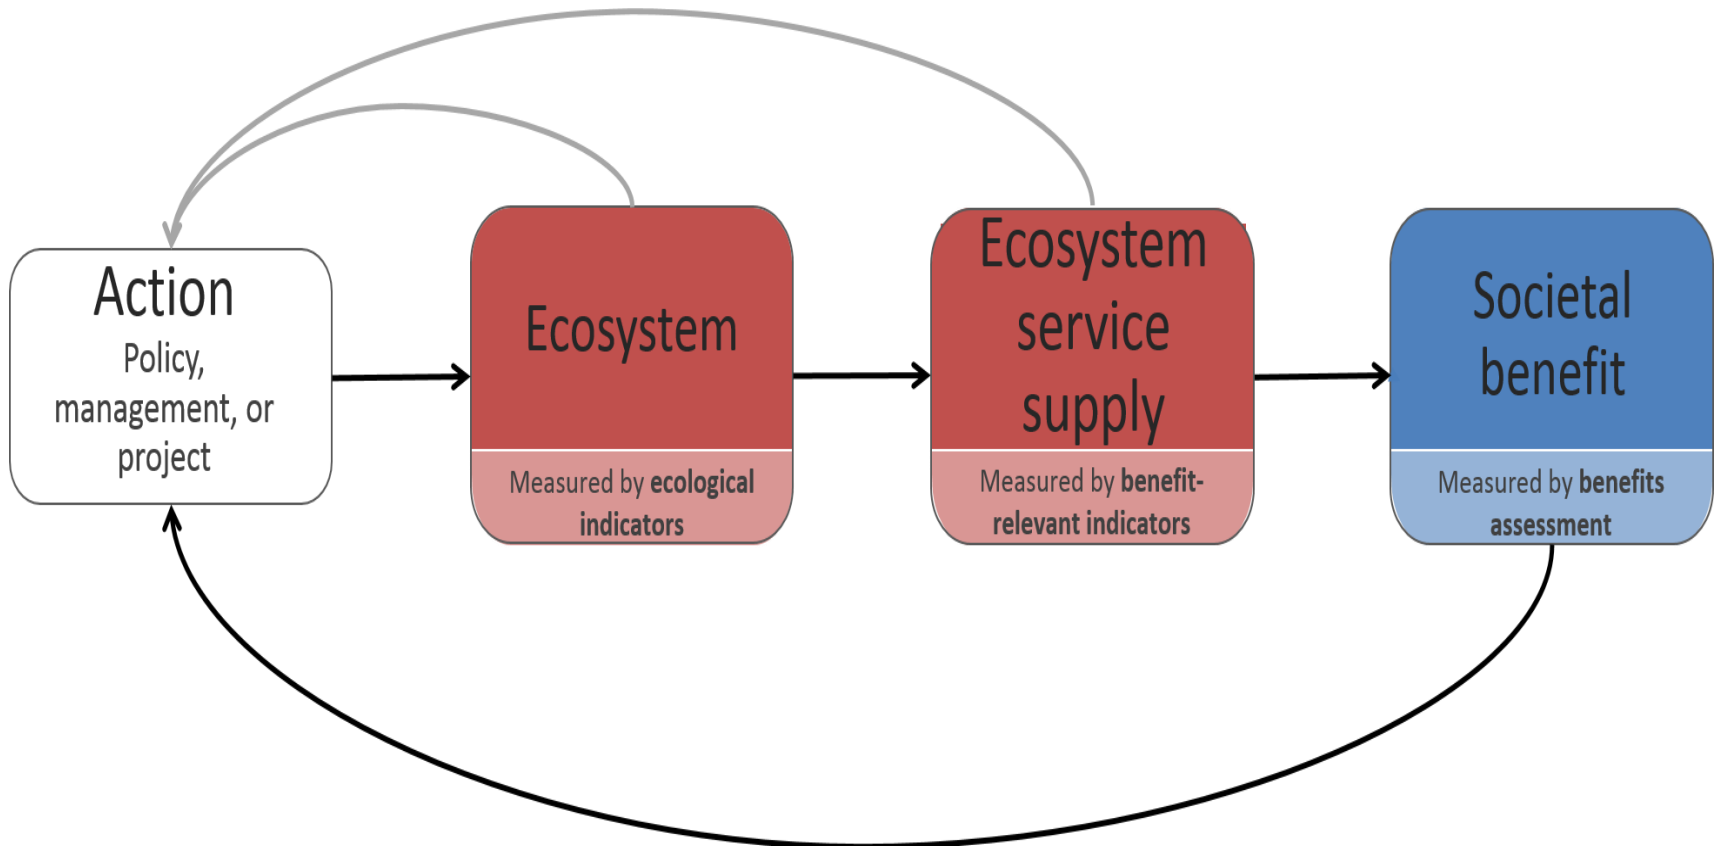 Action
Policy,
management, or
project
Ecosystem
Measured by ecological
indicators
Ecosystem
service
supply
Measured by benefit-
relevant indicators
Societal
benefit
Measured by benefits
assessment